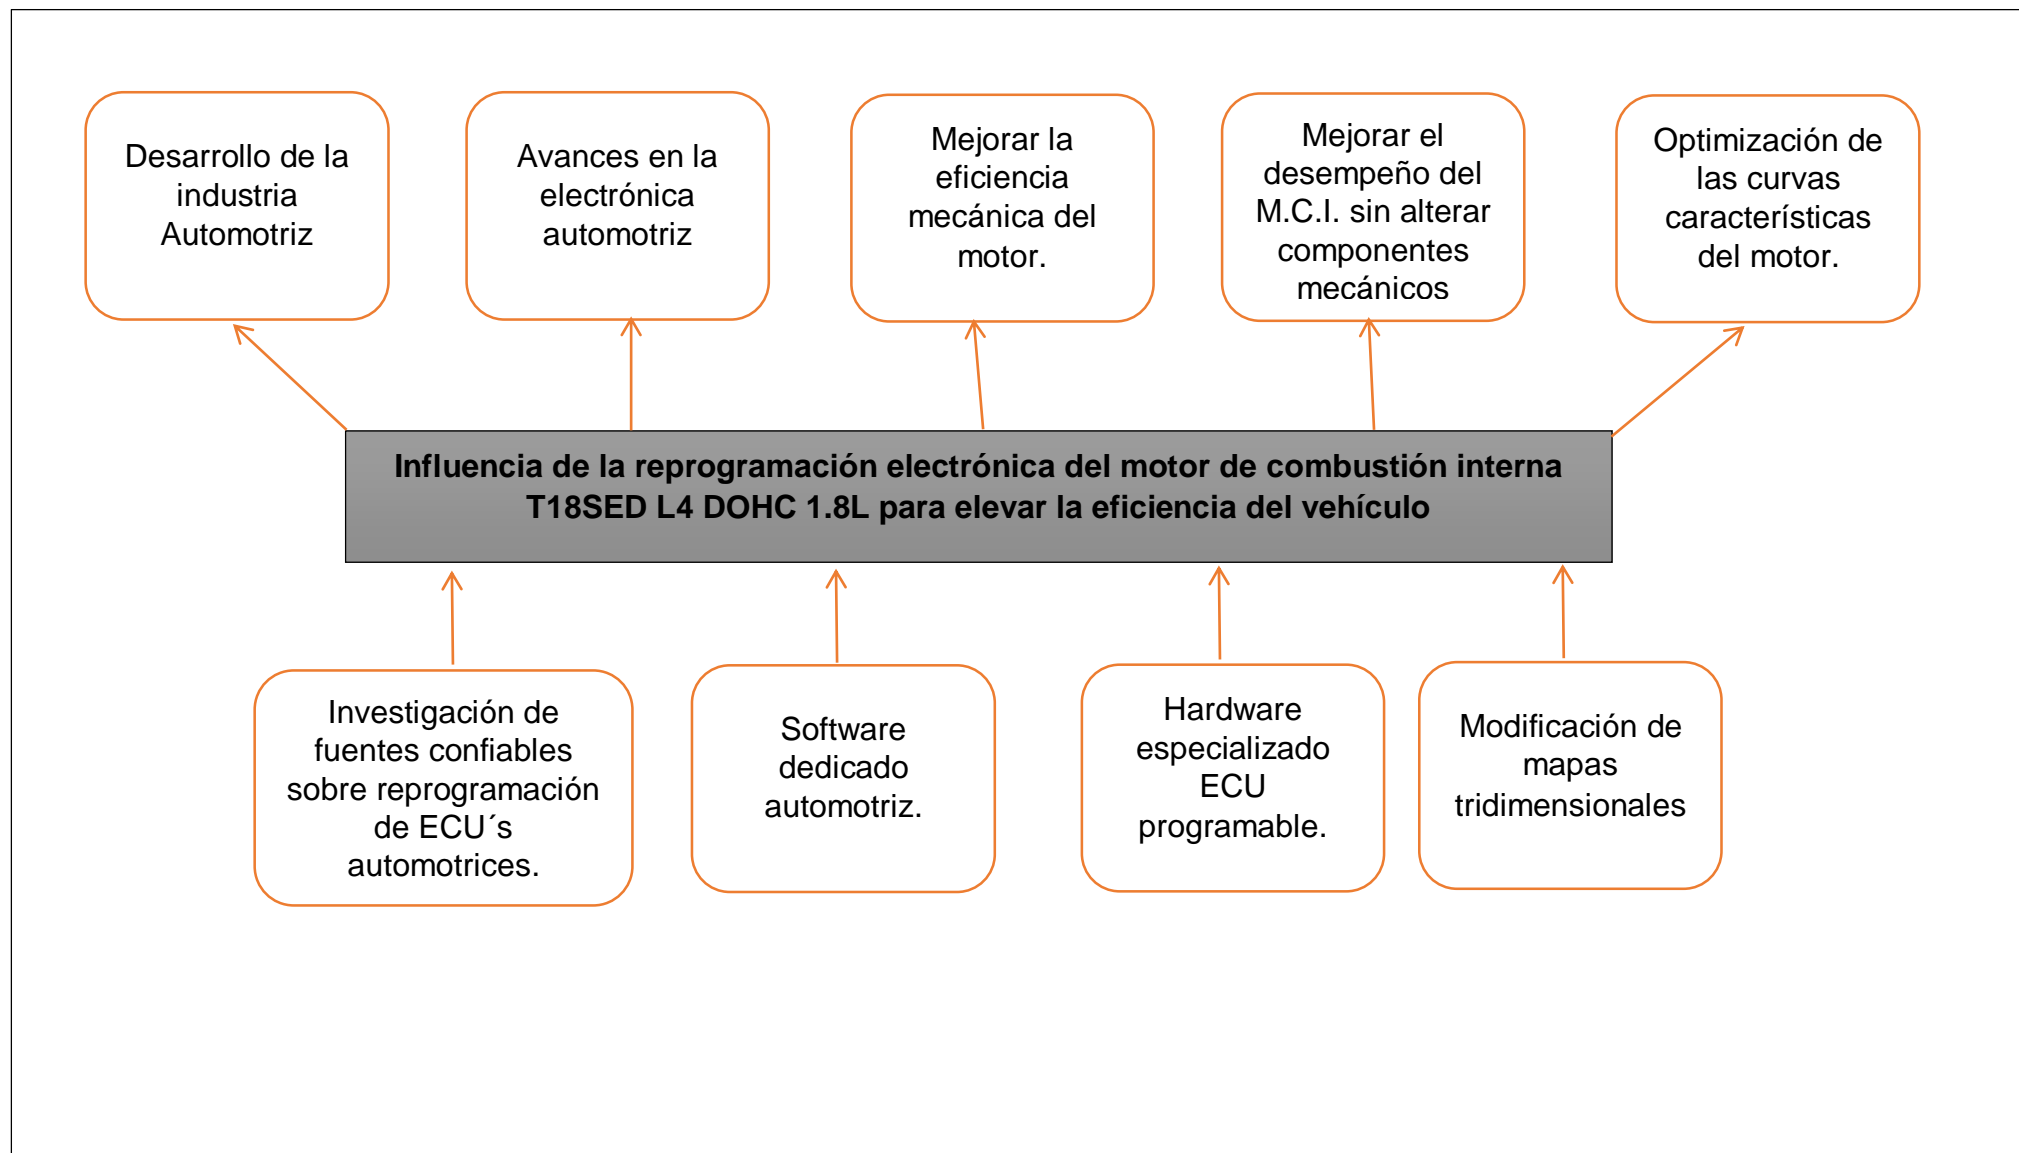 Desarrollo de la
industria
Automotriz
Avances en la
electrónica
automotriz
Mejorar la
eficiencia
mecánica del
motor.
Mejorar el
desempeño del
M.C.I. sin alterar
componentes
mecánicos
Optimización de
las curvas
características
del motor.
Influencia de la reprogramación electrónica del motor de combustión interna
T18SED L4 DOHC 1.8L para elevar la eficiencia del vehículo
Investigación de
fuentes confiables
sobre reprogramación
de ECU´s
automotrices.
Software
dedicado
automotriz.
Hardware
especializado
ECU
programable.
Modificación de
mapas
tridimensionales